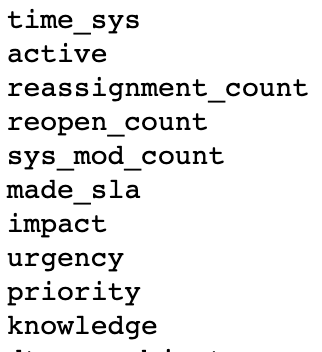 time_sys
active
reassignment_count
reopen_count
sys_mod_count
made_sla
impact
urgency
priority
knowledge